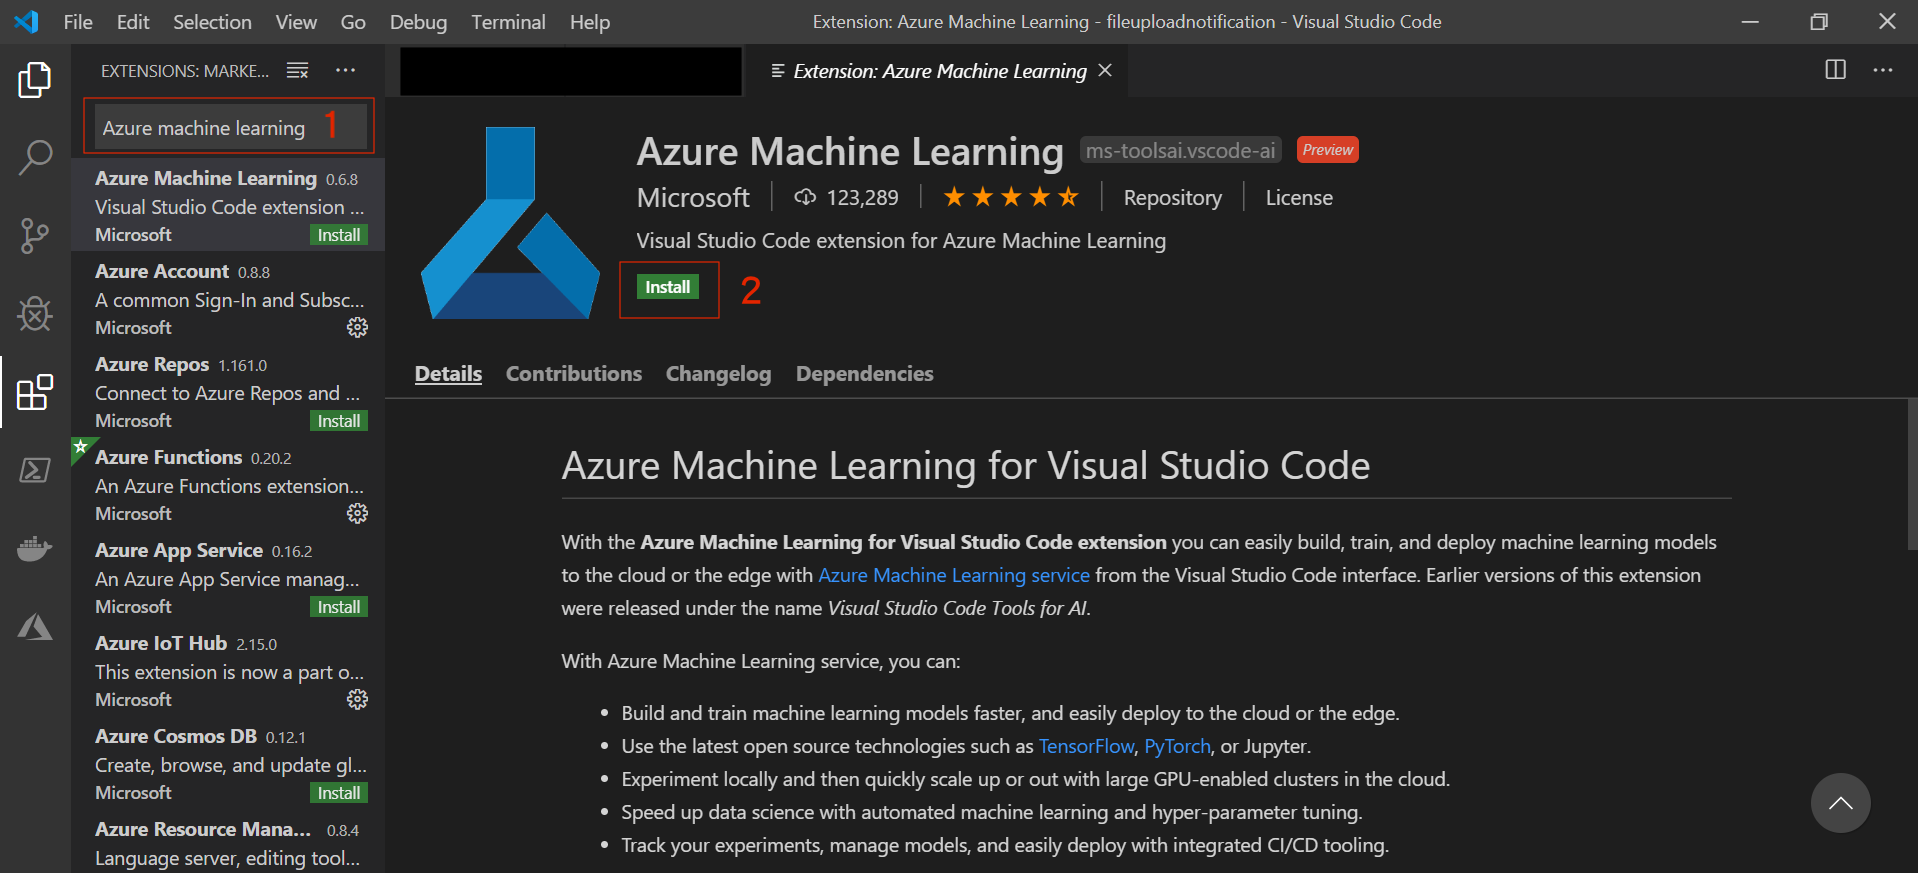 File Edit Selection View Go Debug Terminal Help
Extension: Azure Machine Learning - fileuploadnotification - Visual Studio Code
EXTENSIONS: MARKE...
Extension: Azure Machine Learning
Azure machine learning
1
Azure Machine Learning 0.6.8
Visual Studio Code extension ...
Microsoft
Install
Azure Account 0.8.8
A common Sign-In and Subsc...
Microsoft
Azure Repos 1.161.0
Connect to Azure Repos and ...
Microsoft
Install
Azure Functions 0.20.2
An Azure Functions extension...
Microsoft
Azure App Service 0.16.2
An Azure App Service manag...
Microsoft
Install
Azure IoT Hub 2.15.0
This extension is now a part o...
Microsoft
Azure Cosmos DB 0.12.1
Create, browse, and update gl...
Microsoft
Install
Azure Resource Mana... 0.8.4
Language server, editing tool...
Azure Machine Learning ms-toolsai.vscode-ai Preview
Microsoft 123,289 Repository License
Visual Studio Code extension for Azure Machine Learning
Install
2
Details Contributions Changelog Dependencies
Azure Machine Learning for Visual Studio Code
With the Azure Machine Learning for Visual Studio Code extension you can easily build, train, and deploy machine learning models
to the cloud or the edge with Azure Machine Learning service from the Visual Studio Code interface. Earlier versions of this extension
were released under the name Visual Studio Code Tools for AI.
With Azure Machine Learning service, you can:
• Build and train machine learning models faster, and easily deploy to the cloud or the edge.
• Use the latest open source technologies such as TensorFlow, PyTorch, or Jupyter.
• Experiment locally and then quickly scale up or out with large GPU-enabled clusters in the cloud.
• Speed up data science with automated machine learning and hyper-parameter tuning.
• Track your experiments, manage models, and easily deploy with integrated CI/CD tooling.